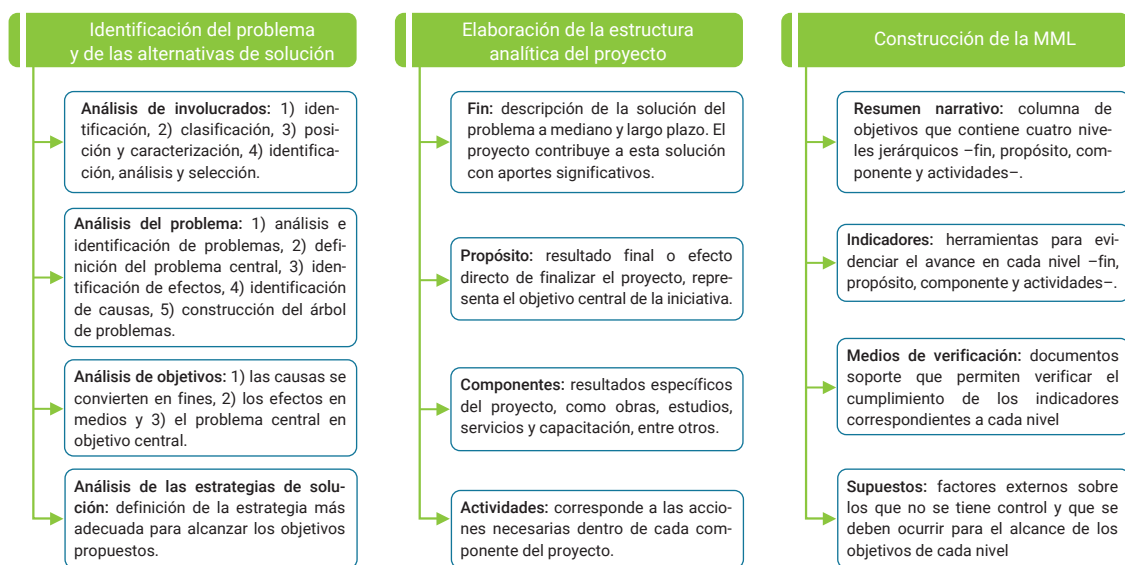 Identificación del problema
y de las alternativas de solución
Análisis de involucrados: 1) iden-
tificación, 2) clasificación, 3) posi-
ción y caracterización, 4) identifica-
ción, análisis y selección.
Análisis del problema: 1) análisis e
identificación de problemas, 2) defi-
nición del problema central, 3) iden-
tificación de efectos, 4) identificación
de causas, 5) construcción del árbol
de problemas.
Análisis de objetivos: 1) las causas se
convierten en fines, 2) los efectos en
medios y 3) el problema central en
objetivo central.
Análisis de las estrategias de solu-
ción: definición de la estrategia más
adecuada para alcanzar los objetivos
propuestos.
Elaboración de la estructura
analítica del proyecto
Fin: descripción de la solución del
problema a mediano y largo plazo. El
proyecto contribuye a esta solución
con aportes significativos.
Propósito: resultado final o efecto
directo de finalizar el proyecto, repre-
senta el objetivo central de la iniciativa.
Componentes: resultados específicos
del proyecto, como obras, estudios,
servicios y capacitación, entre otros.
Actividades: corresponde a las accio-
nes necesarias dentro de cada com-
ponente del proyecto.
Construcción de la MML
Resumen narrativo: columna de
objetivos que contiene cuatro nive-
les jerárquicos –fin, propósito, com-
ponente y actividades–.
Indicadores: herramientas para evi-
denciar el avance en cada nivel –fin,
propósito, componente y actividades–.
Medios de verificación: documentos
soporte que permiten verificar el
cumplimiento de los indicadores
correspondientes a cada nivel
Supuestos: factores externos sobre
los que no se tiene control y que se
deben ocurrir para el alcance de los
objetivos de cada nivel